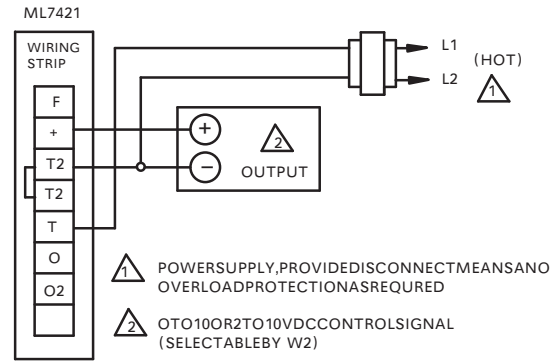 ML7421
WIRING
STRIP
F
+
T2
T2
T
O
O2
L1
(HOT)
L2
1
+
2
−
OUTPUT
1 POWERSUPPLY,PROVIDEDISCONNECTMEANSANO
OVERLOADPROTECTIONASREQURED
2 OTO10OR2TO10VDCCONTROLSIGNAL
(SELECTABLEBY W2)